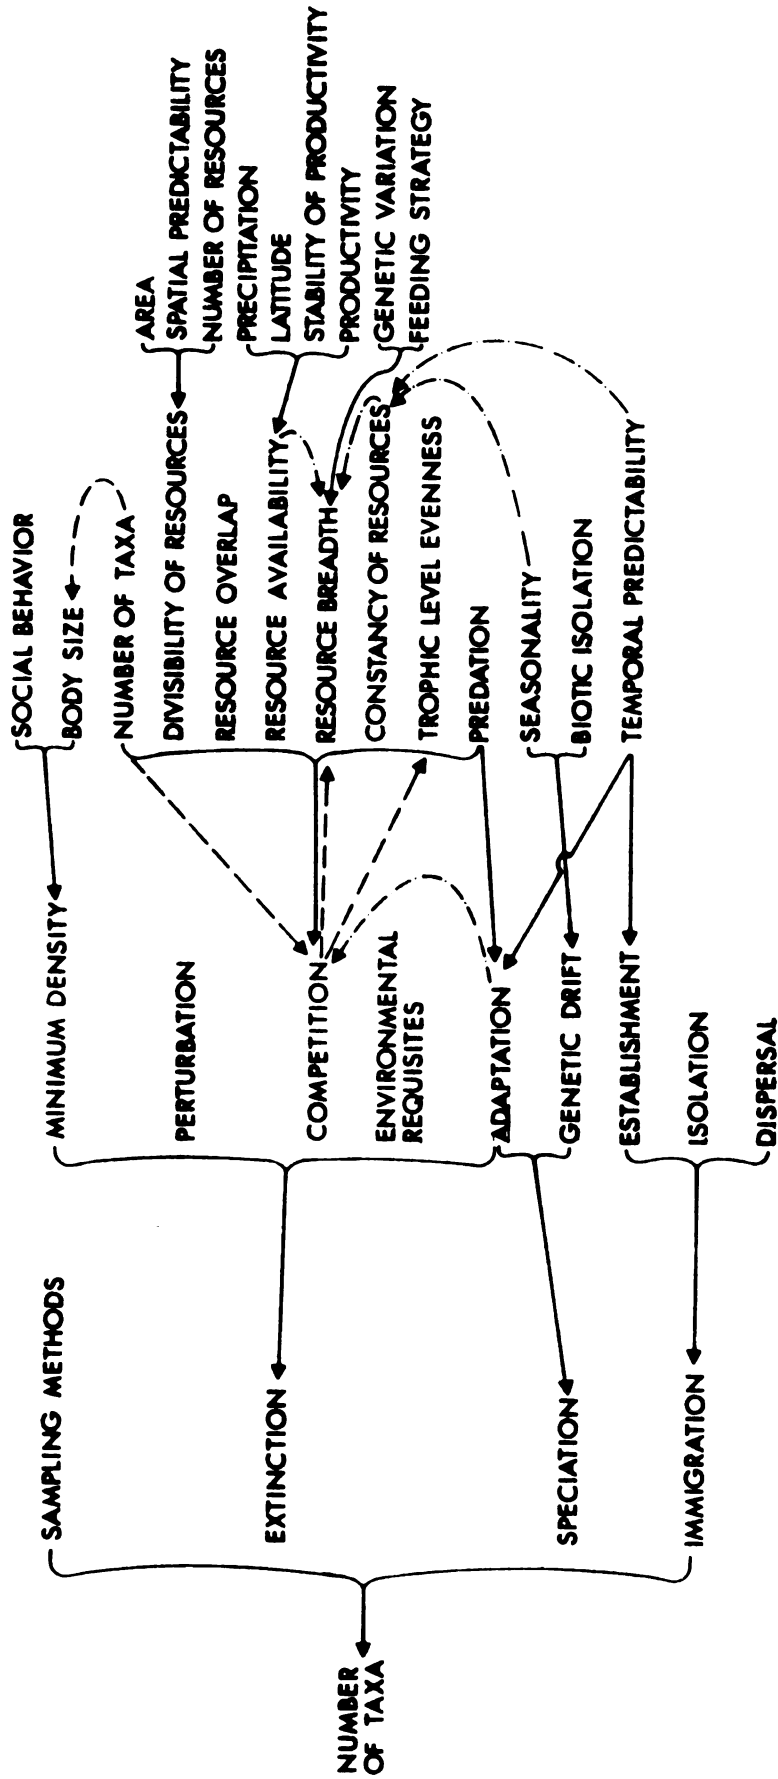 NUMBER
OF TAXA
SAMPLING METHODS
EXTINCTION
SPECIATION
IMMIGRATION
MINIMUM DENSITY
PERTURBATION
COMPETITION
ENVIRONMENTAL
REQUISITES
ADAPTATION
GENETIC DRIFT
ESTABLISHMENT
ISOLATION
DISPERSAL
SOCIAL BEHAVIOR
BODY SIZE
NUMBER OF TAXA
DIVISIBILITY OF RESOURCES
RESOURCE OVERLAP
RESOURCE AVAILABILITY
RESOURCE BREADTH
CONSTANCY OF RESOURCES
TROPHIC LEVEL EVENNESS
PREDATION
SEASONALITY
BIOTIC ISOLATION
TEMPORAL PREDICTABILITY
AREA
SPATIAL PREDICTABILITY
NUMBER OF RESOURCES
PRECIPITATION
LATITUDE
STABILITY OF PRODUCTIVITY
PRODUCTIVITY
GENETIC VARIATION
FEEDING STRATEGY